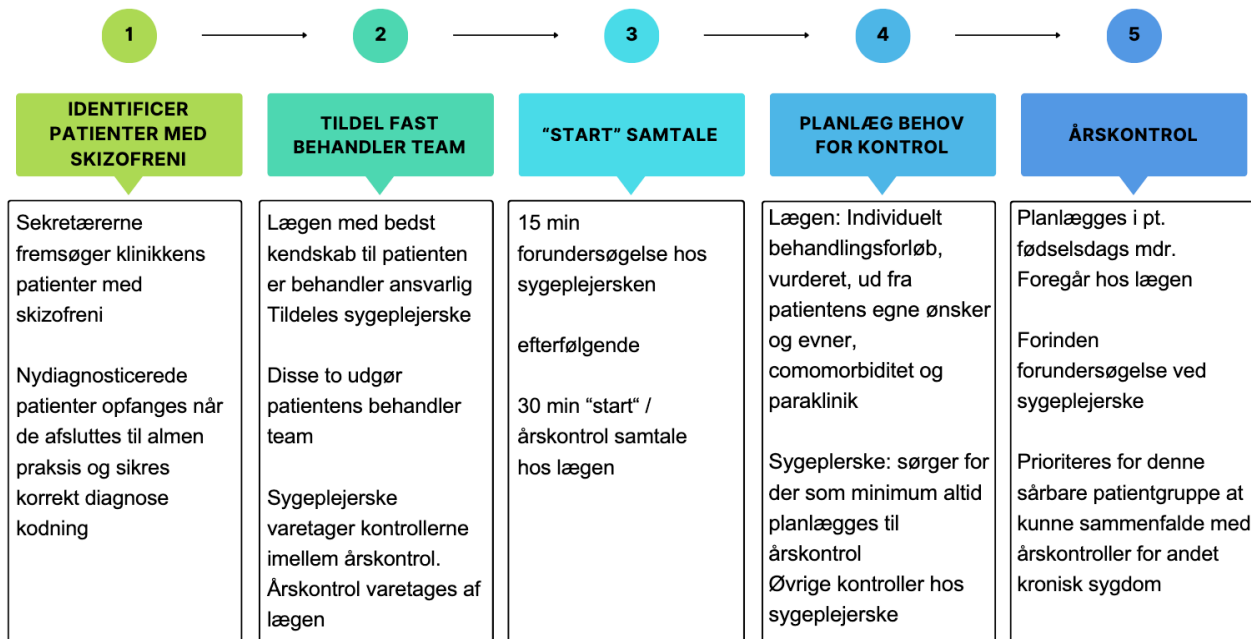 1
2
3
4
5
IDENTIFICER
PATIENTER MED
SKIZOFRENI
TILDEL FAST
BEHANDLER TEAM
“START” SAMTALE
PLANLÆG BEHOV
FOR KONTROL
ÅRSKONTROL
Sekretærerne
fremsøger klinikkens
patienter med
skizofreni
Nydiagnosticerede
patienter opfanges når
de afsluttes til almen
praksis og sikres
korrekt diagnose
kodning
Lægen med bedst
kendskab til patienten
er behandler ansvarlig
Tildeles sygeplejerske
Disse to udgør
patientens behandler
team
Sygeplejerske
varetager kontrollerne
imellem årskontrol.
Årskontrol varetages af
lægen
15 min
forundersøgelse hos
sygeplejersken
efterfølgende
30 min “start“ /
årskontrol samtale
hos lægen
Lægen: Individuelt
behandlingsforløb,
vurderet, ud fra
patientens egne ønsker
og evner,
comomorbiditet og
paraklinik
Sygeplerske: sørger for
der som minimum altid
planlægges til
årskontrol
Øvrige kontroller hos
sygeplejerske
Planlægges i pt.
fødselsdags mdr.
Foregår hos lægen
Forinden
forundersøgelse ved
sygeplejerske
Prioriteres for denne
sårbare patientgruppe at
kunne sammenfalde med
årskontroller for andet
kronisk sygdom